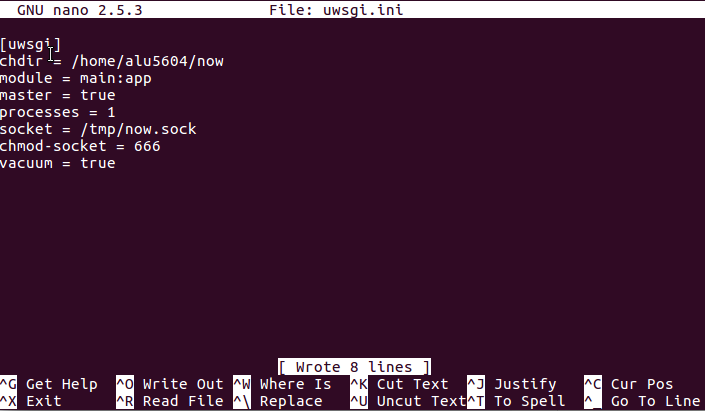 GNU nano 2.5.3 File: uwsgi.ini
[uwsgi]
chdir = /home/alu5604/now
module = main:app
master = true
processes = 1
socket = /tmp/now.sock
chmod-socket = 666
vacuum = true
[ Wrote 8 lines ]
^G Get Help ^O Write Out ^W Where Is ^K Cut Text ^J Justify ^C Cur Pos
^X Exit ^R Read File ^\ Replace ^U Uncut Text ^T To Spell ^_ Go To Line